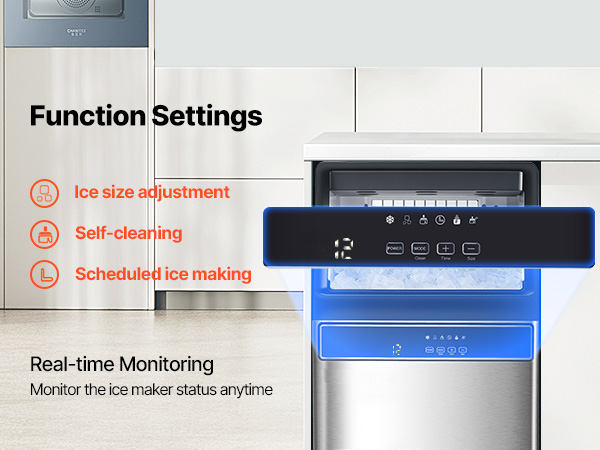 Function Settings
Ice size adjustment
Self-cleaning
Scheduled ice making
12
POWER MODE + −
Clean Time Size
12
Real-time Monitoring
Monitor the ice maker status anytime